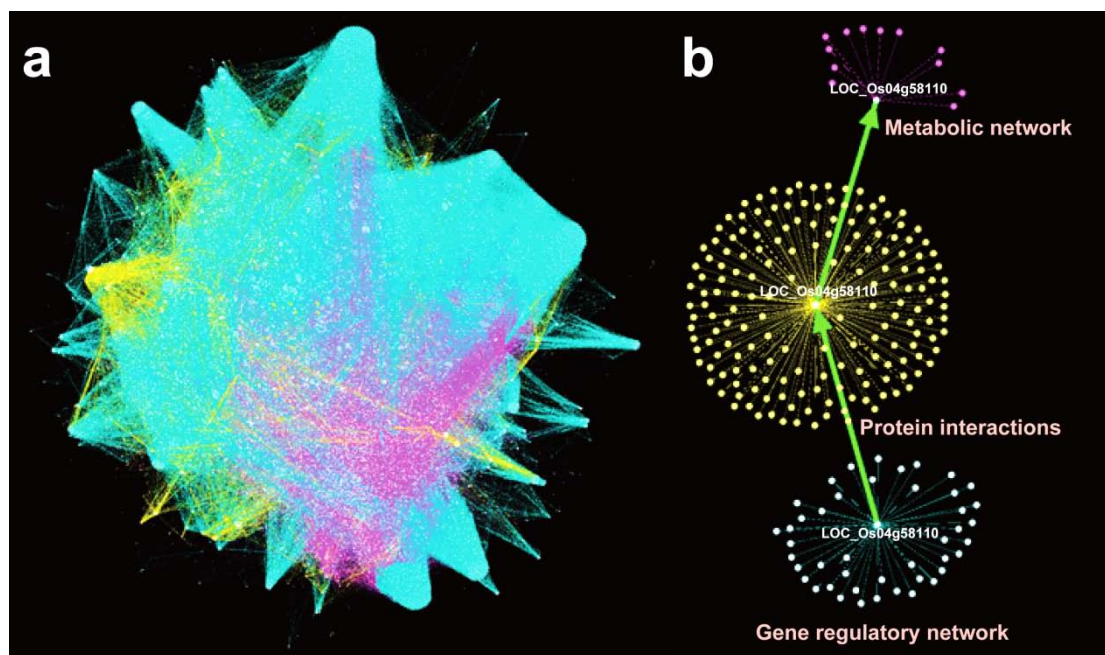 a
b
LOC_Os04g58110
Metabolic network
LOC_Os04g58110
Protein interactions
LOC_Os04g58110
Gene regulatory network